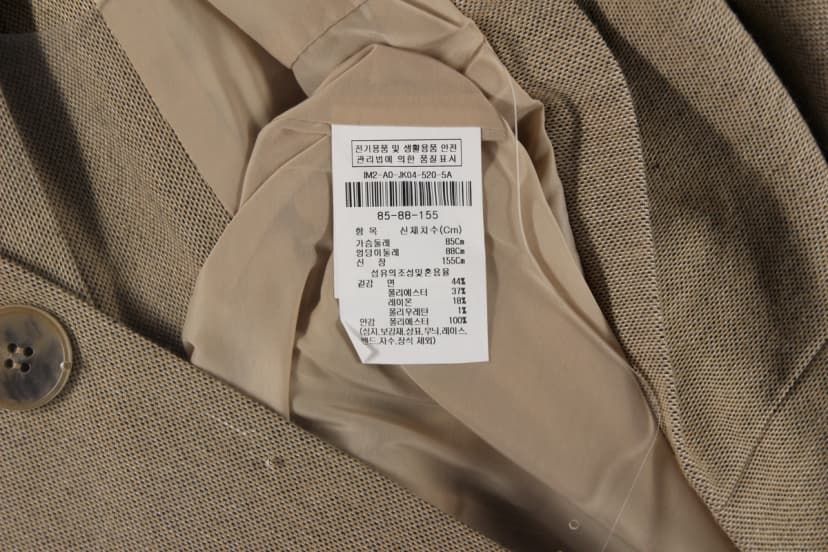 전기용품 및 생활용품 안전
관리법에 의한 품질표시
IM2-AO-JK04-520-5A
85-88-155
항 목 신체치수(Cm)
가슴둘레 85Cm
엉덩이둘레 88Cm
신 장 155Cm
섬유의조성및혼용율
겉감 면 44%
폴리에스터 37%
레이온 18%
폴리우레탄 1%
안감 폴리에스터 100%
(심지,보강재,상표,무늬,레이스,
밴드,자수,장식 제외)